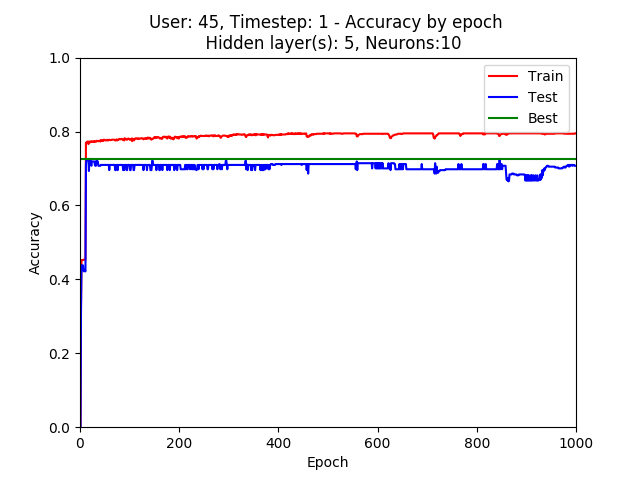 User: 45, Timestep: 1 - Accuracy by epoch
Hidden layer(s): 5, Neurons:10
1.0
0.8
0.6
0.4
0.2
0.0
Accuracy
Train
Test
Best
0
200
400
600
800
1000
Epoch